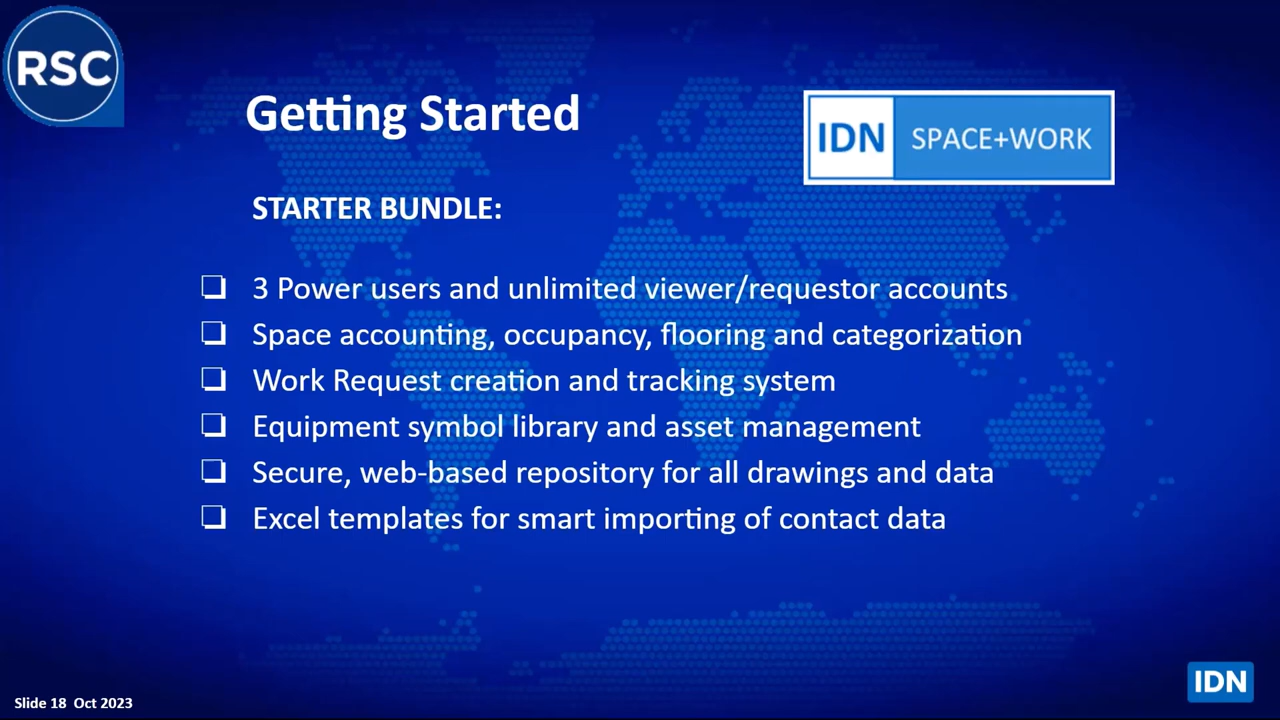 RSC
Getting Started
IDN SPACE+WORK
STARTER BUNDLE:
3 Power users and unlimited viewer/requestor accounts
Space accounting, occupancy, flooring and categorization
Work Request creation and tracking system
Equipment symbol library and asset management
Secure, web-based repository for all drawings and data
Excel templates for smart importing of contact data
IDN
Slide 18 Oct 2023